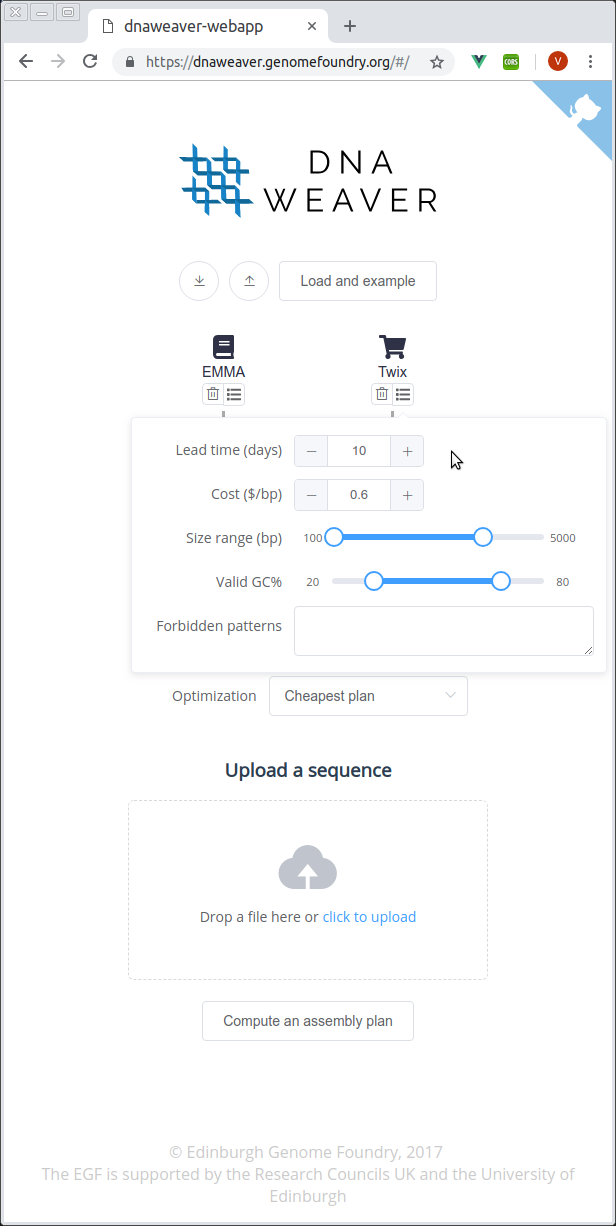 dnaweaver-webapp
https://dnaweaver.genomefoundry.org/#/
CORS
V
DNA
WEAVER
Load and example
EMMA
Twix
Lead time (days)
10
Cost ($/bp)
0.6
Size range (bp)
100
5000
Valid GC%
20
80
Forbidden patterns
Optimization
Cheapest plan
Upload a sequence
Drop a file here or click to upload
Compute an assembly plan
© Edinburgh Genome Foundry, 2017
The EGF is supported by the Research Councils UK and the University of
Edinburgh